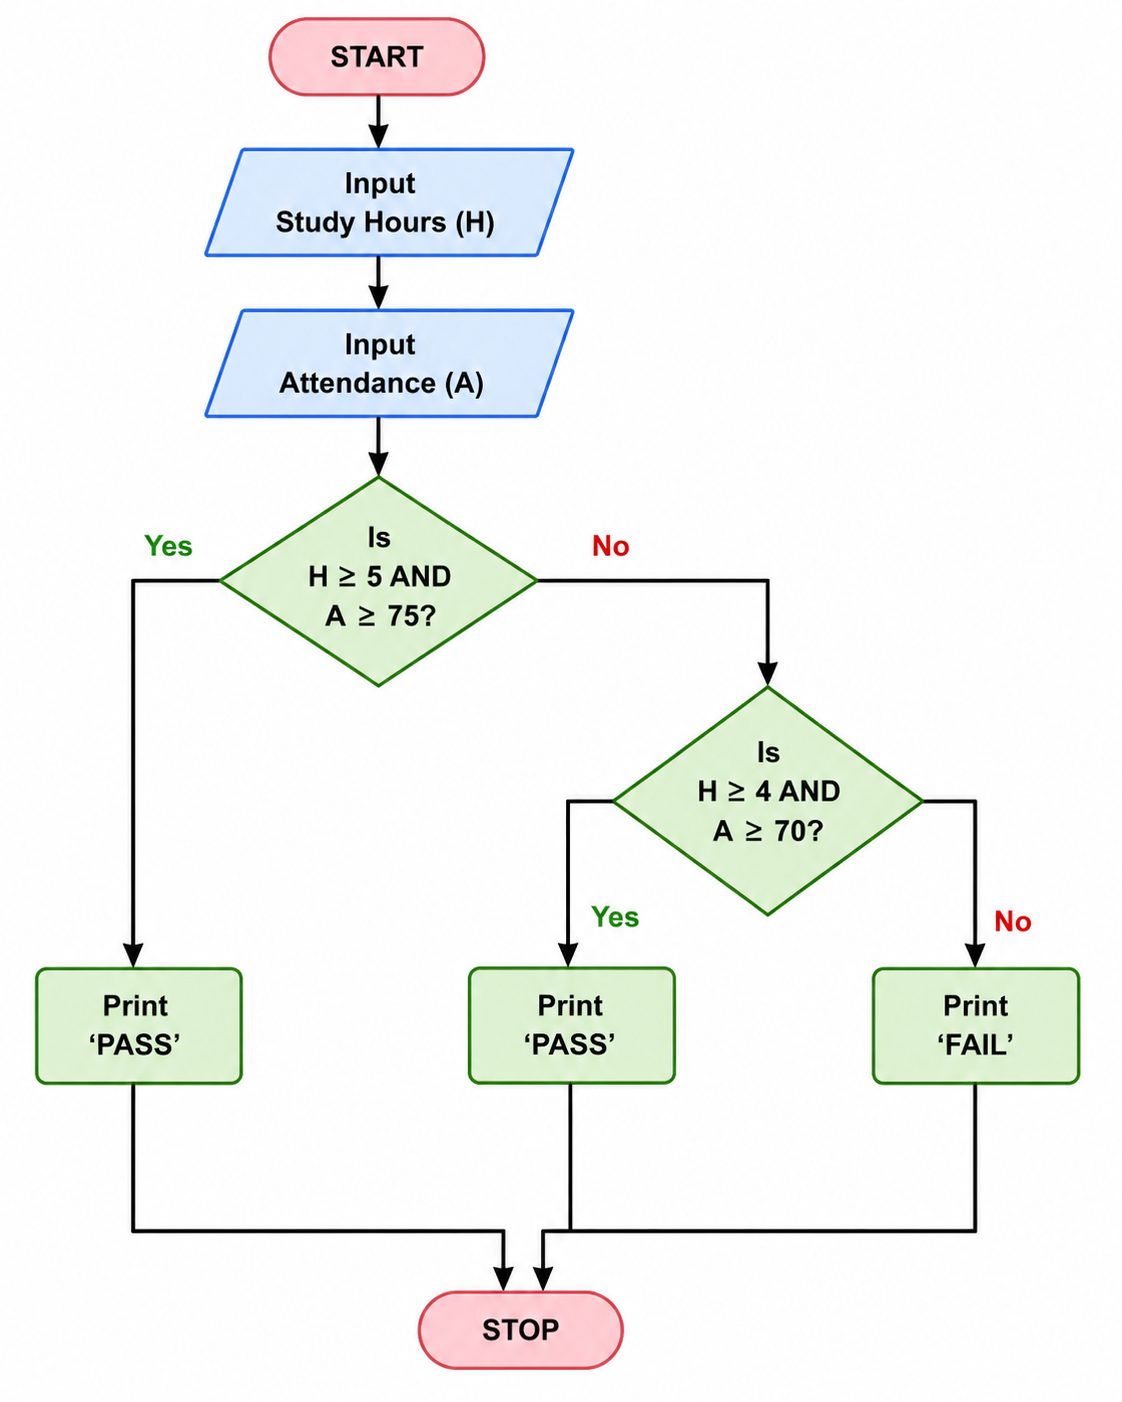 START
Input
Study Hours (H)
Input
Attendance (A)
Is
H ≥ 5 AND
A ≥ 75?
Yes
No
Is
H ≥ 4 AND
A ≥ 70?
Yes
No
Print
‘PASS’
Print
‘PASS’
Print
‘FAIL’
STOP